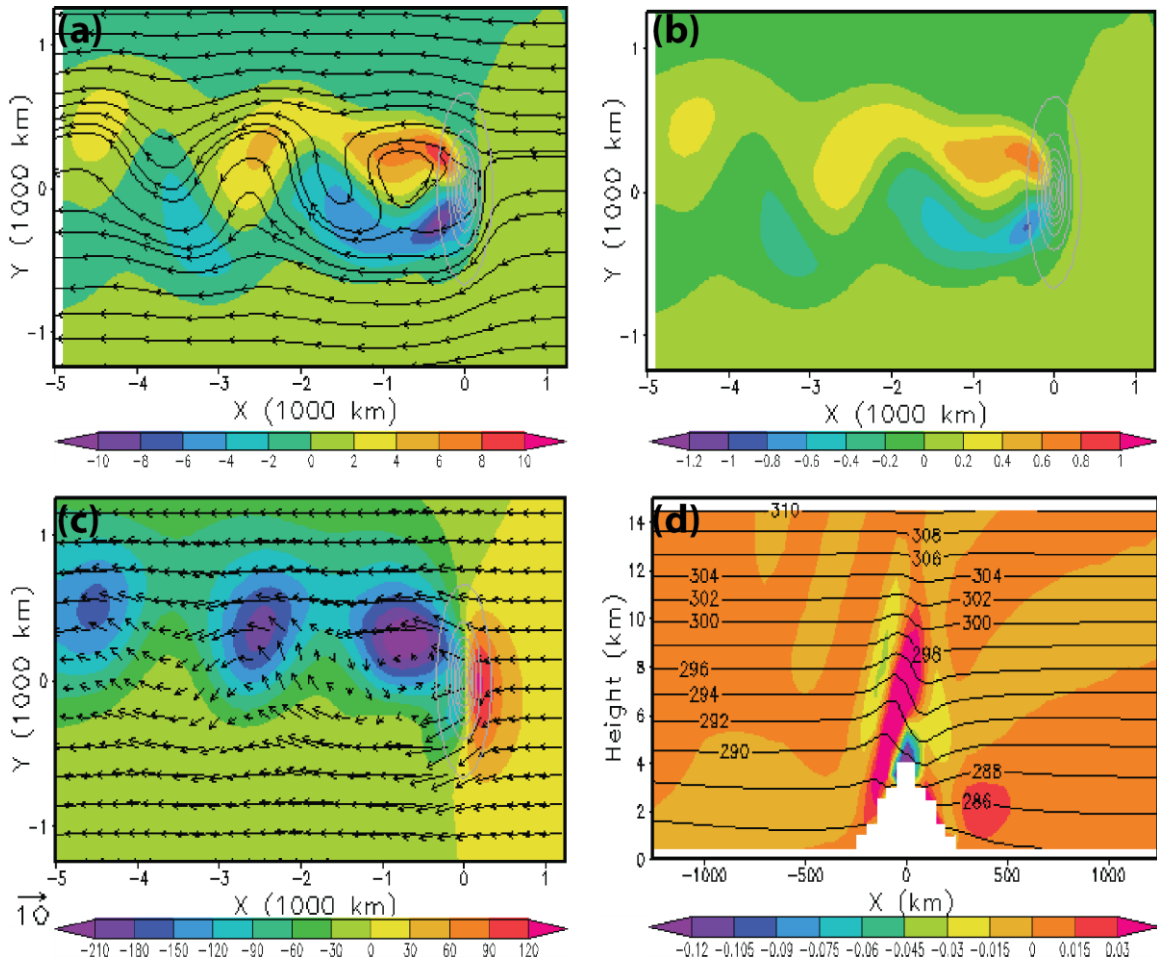 (a)
1
0
-1
Y (1000 km)
-5 -4 -3 -2 -1 0 1
X (1000 km)
-10 -8 -6 -4 -2 0 2 4 6 8 10
(b)
1
0
-1
Y (1000 km)
-5 -4 -3 -2 -1 0 1
X (1000 km)
-1.2 -1 -0.8 -0.6 -0.4 -0.2 0 0.2 0.4 0.6 0.8 1
(c)
1
0
-1
Y (1000 km)
-5 -4 -3 -2 -1 0 1
X (1000 km)
10
-210 -180 -150 -120 -90 -60 -30 0 30 60 90 120
(d)
14
12
10
8
6
4
2
0
Height (km)
310
308
306
304 304
302 302
300 300
298
296
294
292
290
288
286
-1000 -500 0 500 1000
X (km)
-0.12 -0.105 -0.09 -0.075 -0.06 -0.045 -0.03 -0.015 0 0.015 0.03